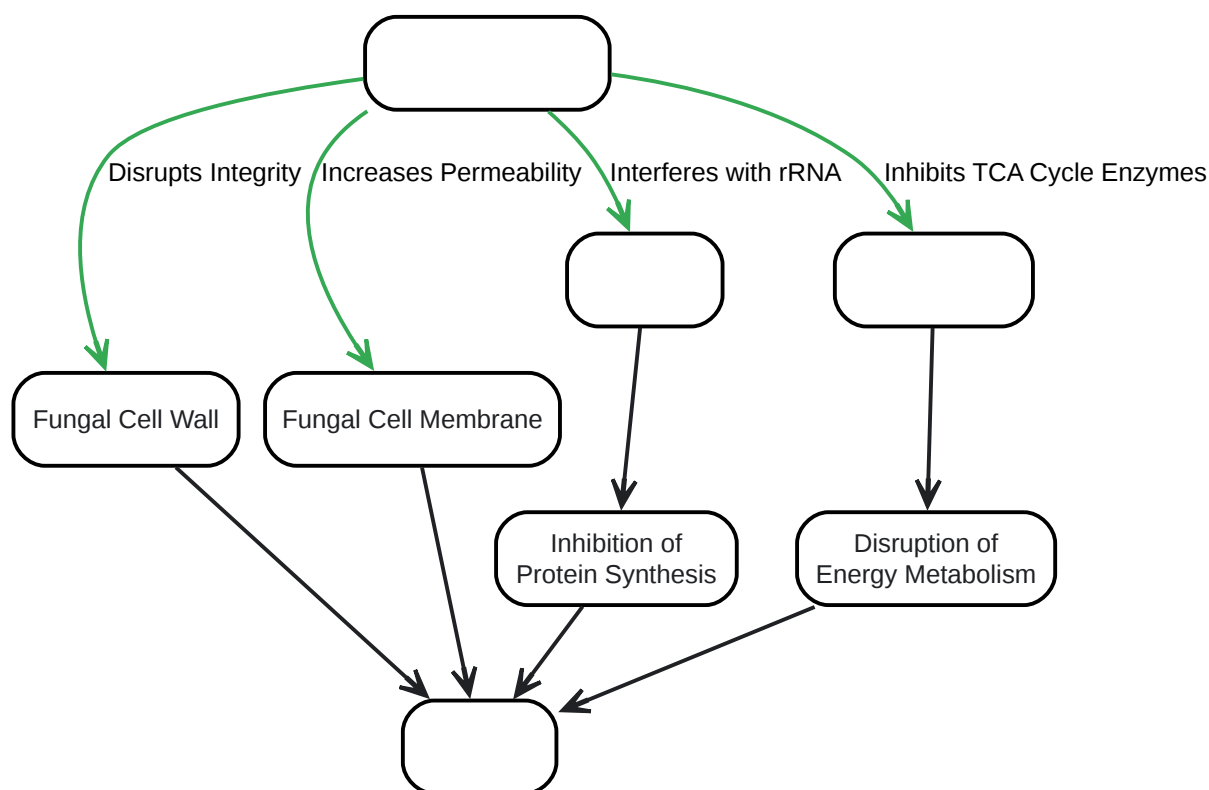 Disrupts Integrity
Increases Permeability
Interferes with rRNA
Inhibits TCA Cycle Enzymes
Fungal Cell Wall
Fungal Cell Membrane
Inhibition of
Protein Synthesis
Disruption of
Energy Metabolism